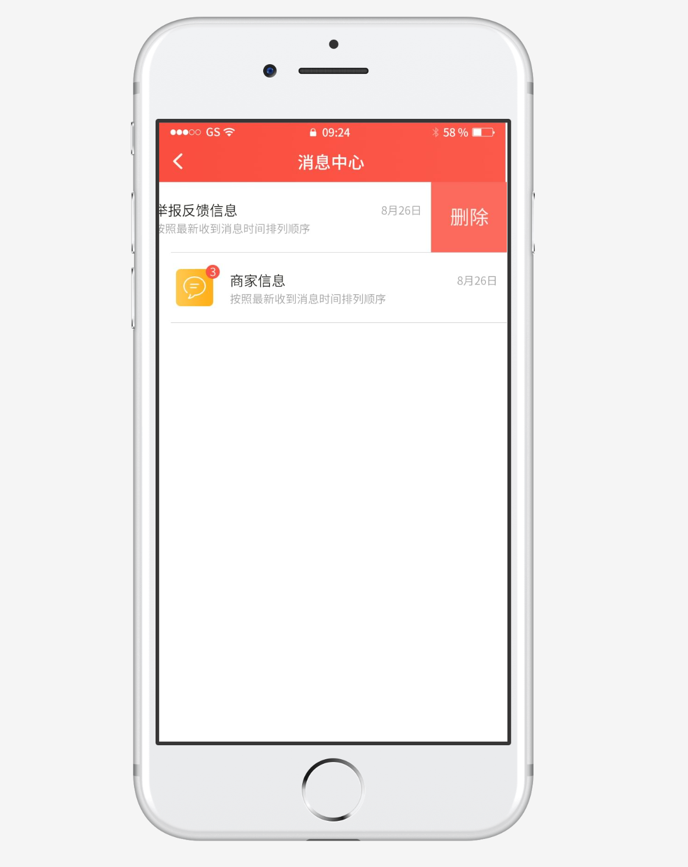 GS 09:24 58 %
消息中心
举报反馈信息 8月26日
按照最新收到消息时间排列顺序
删除
3
商家信息 8月26日
按照最新收到消息时间排列顺序